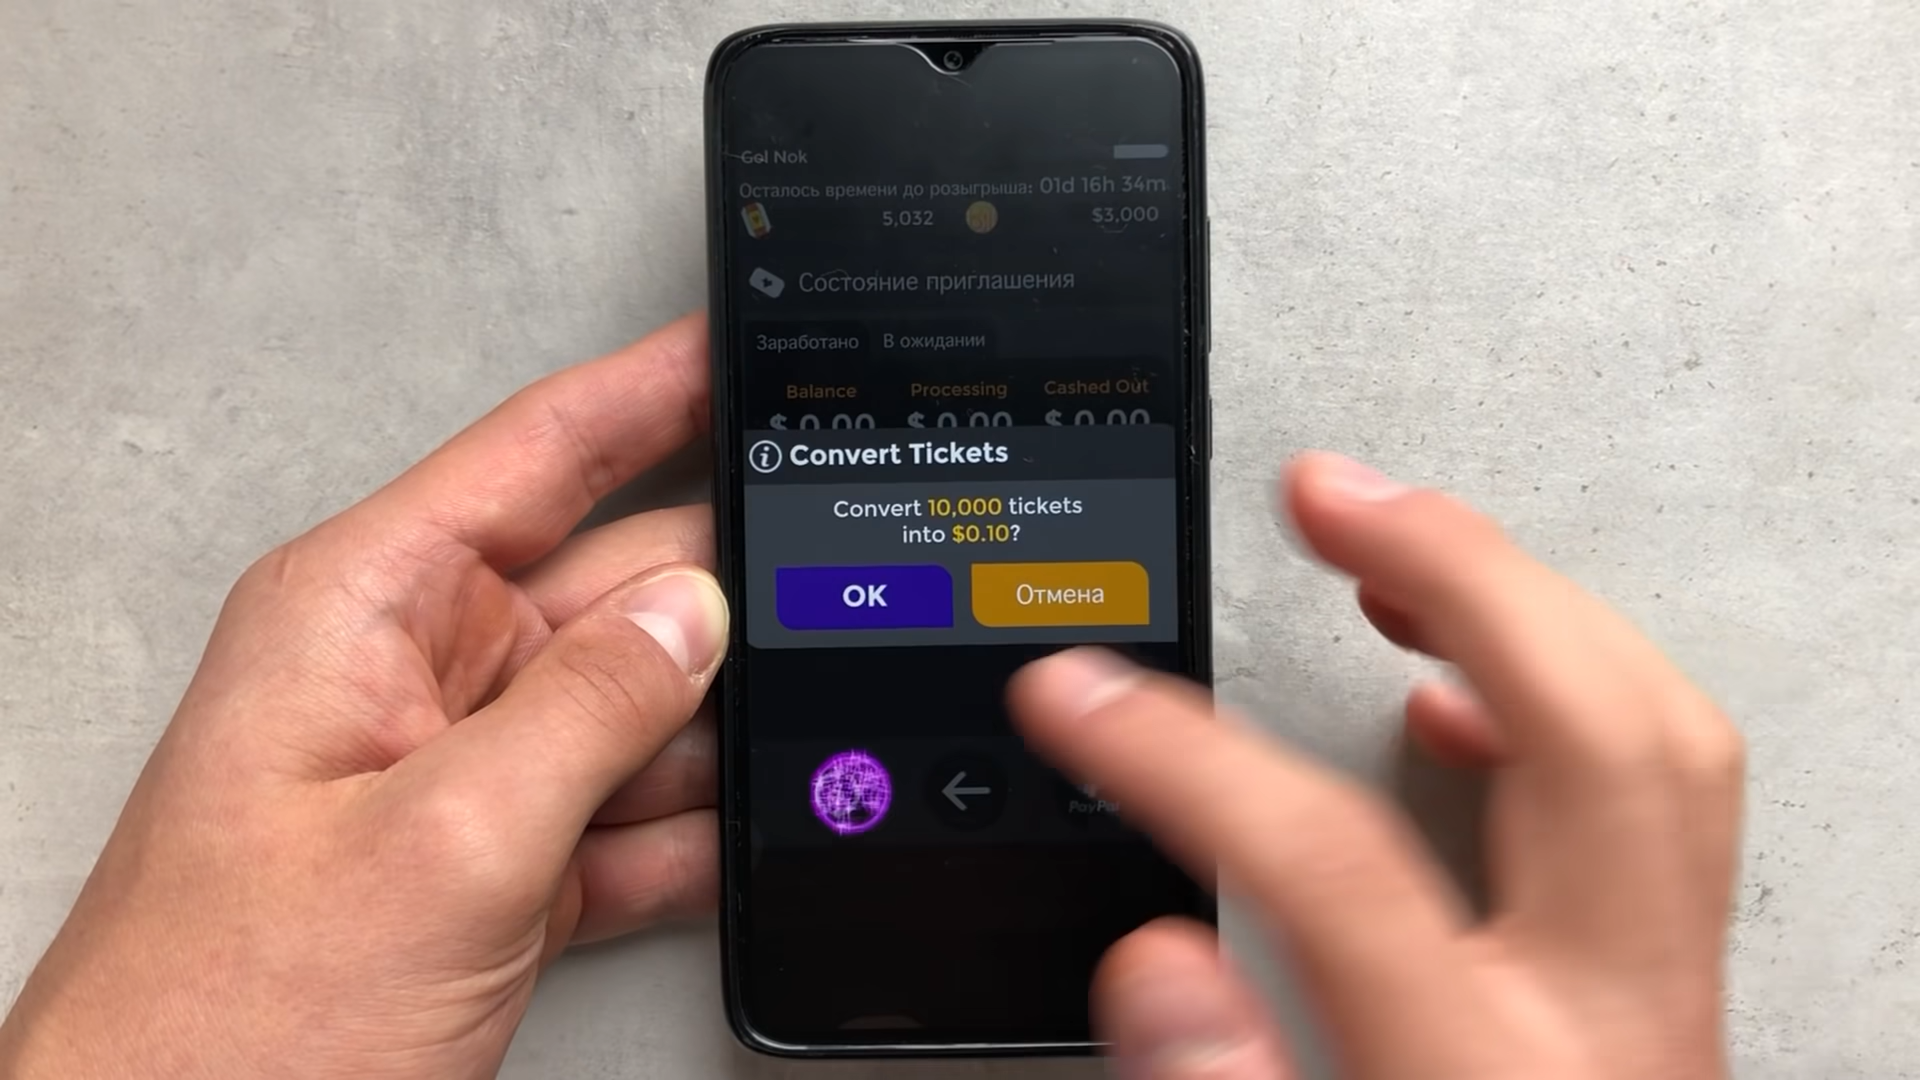 Gol Nok
Осталось времени до розыгрыша: 01d 16h 34m
5,032 $3,000
Состояние приглашения
Заработано В ожидании
Balance Processing Cashed Out
$ 0.00 $ 0.00 $ 0.00
Convert Tickets
Convert 10,000 tickets
into $0.10?
OK Отмена
PayPal